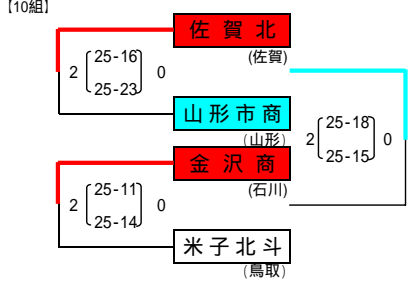 【10組】
佐賀北
(佐賀)
2 25-16 0
25-23
山形市商
(山形)
2 25-18 0
25-15
金沢商
(石川)
2 25-11 0
25-14
米子北斗
(鳥取)